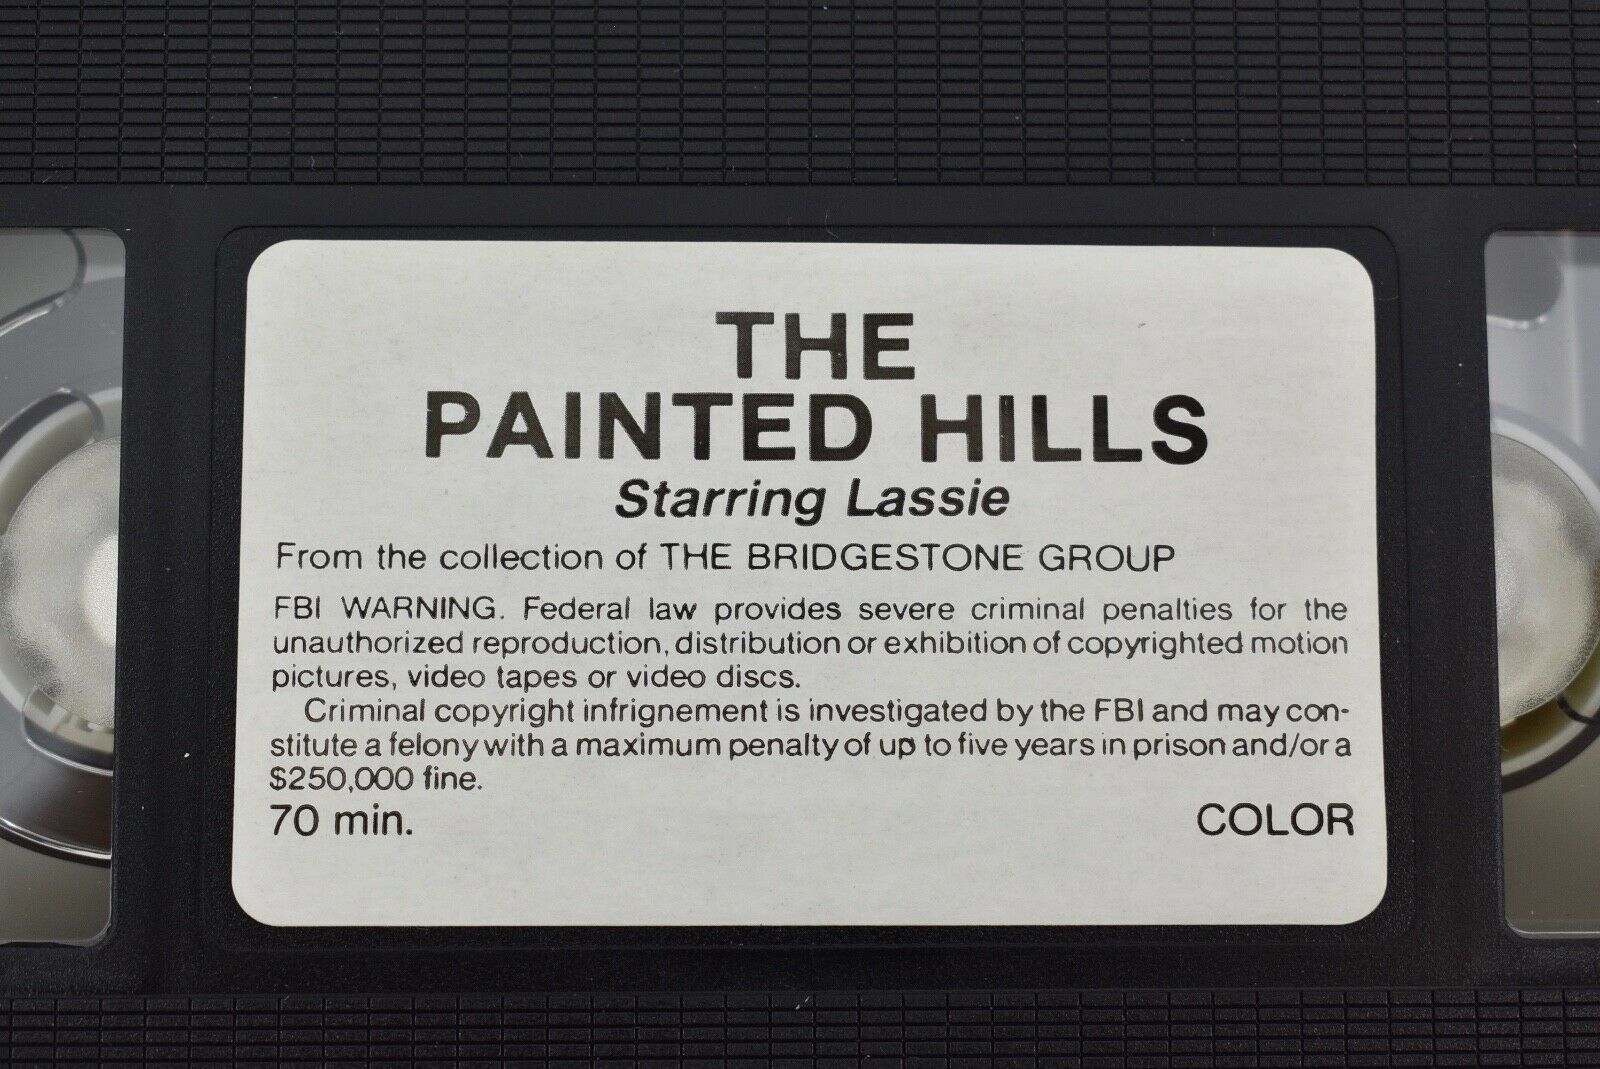 THE
PAINTED HILLS
Starring Lassie
From the collection of THE BRIDGESTONE GROUP
FBI WARNING. Federal law provides severe criminal penalties for the
unauthorized reproduction, distribution or exhibition of copyrighted motion
pictures, video tapes or video discs.
Criminal copyright infrignement is investigated by the FBI and may con-
stitute a felony with a maximum penalty of up to five years in prison and/or a
$250,000 fine.
70 min. COLOR